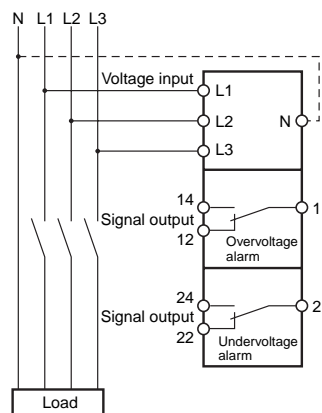 N L1 L2 L3
Voltage input
L1
L2
N
L3
14
1
Signal output
12
Overvoltage
alarm
24
2
Signal output
22
Undervoltage
alarm
Load